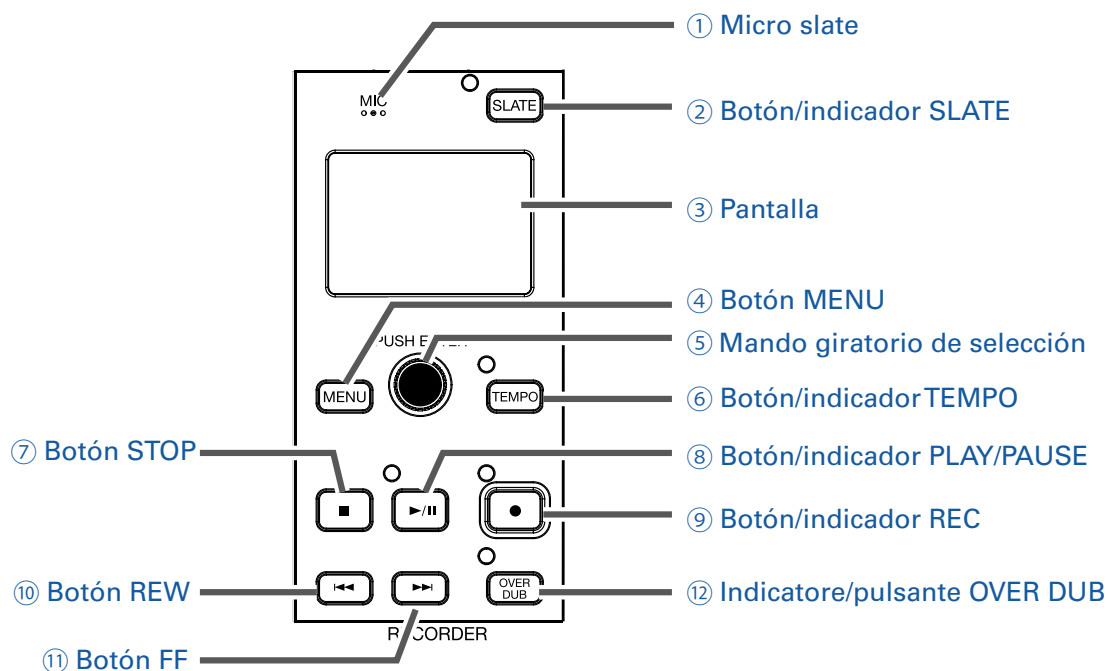 ① Micro slate
MIC
SLATE
② Botón/indicador SLATE
③ Pantalla
④ Botón MENU
PUSH
⑤ Mando giratorio de selección
MENU
TEMPO
⑥ Botón/indicador TEMPO
⑦ Botón STOP
⑧ Botón/indicador PLAY/PAUSE
⑨ Botón/indicador REC
⑩ Botón REW
OVER
DUB
⑫ Indicatore/pulsante OVER DUB
RECORDER
⑪ Botón FF